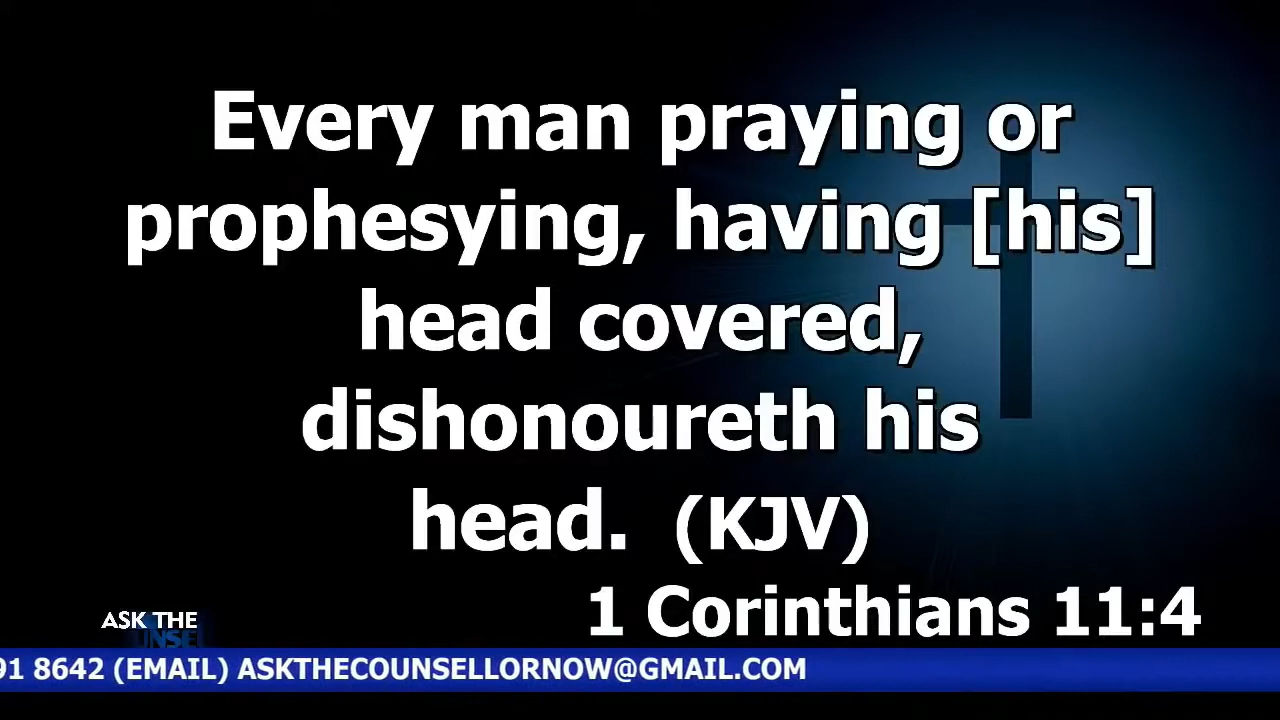 Every man praying or
prophesying, having [his]
head covered,
dishonoureth his
head. (KJV)
1 Corinthians 11:4
ASK THE
91 8642 (EMAIL) ASKTHECOUNSELLORNOW@GMAIL.COM